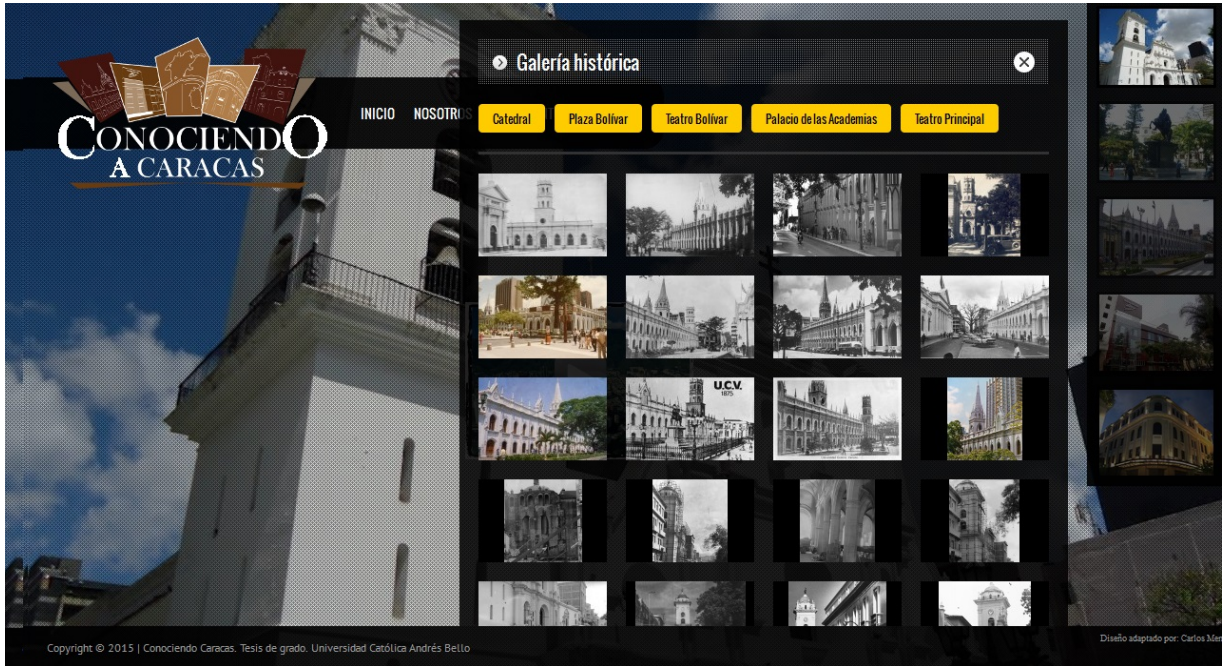 CONOCIENDO
A CARACAS
INICIO NOSOTROS
Galería histórica
Catedral
Plaza Bolívar
Teatro Bolívar
Palacio de las Academias
Teatro Principal
U.C.V.
1875
Copyright © 2015 | Conociendo Caracas. Tesis de grado. Universidad Católica Andrés Bello
Diseño adaptado por: Carlos